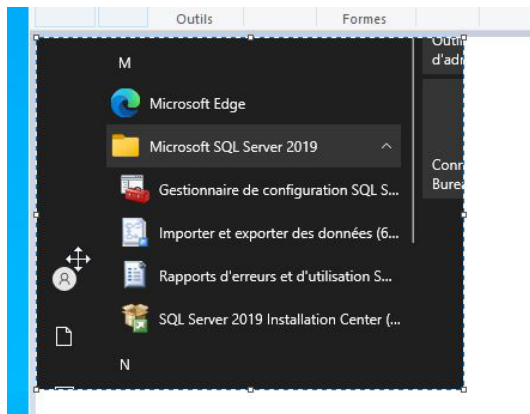 Outils Formes
Outil
d'adr
M
Microsoft Edge
Microsoft SQL Server 2019
Conn
Burea
Gestionnaire de configuration SQL S...
Importer et exporter des données (6...
Rapports d'erreurs et d'utilisation S...
SQL Server 2019 Installation Center (...
N